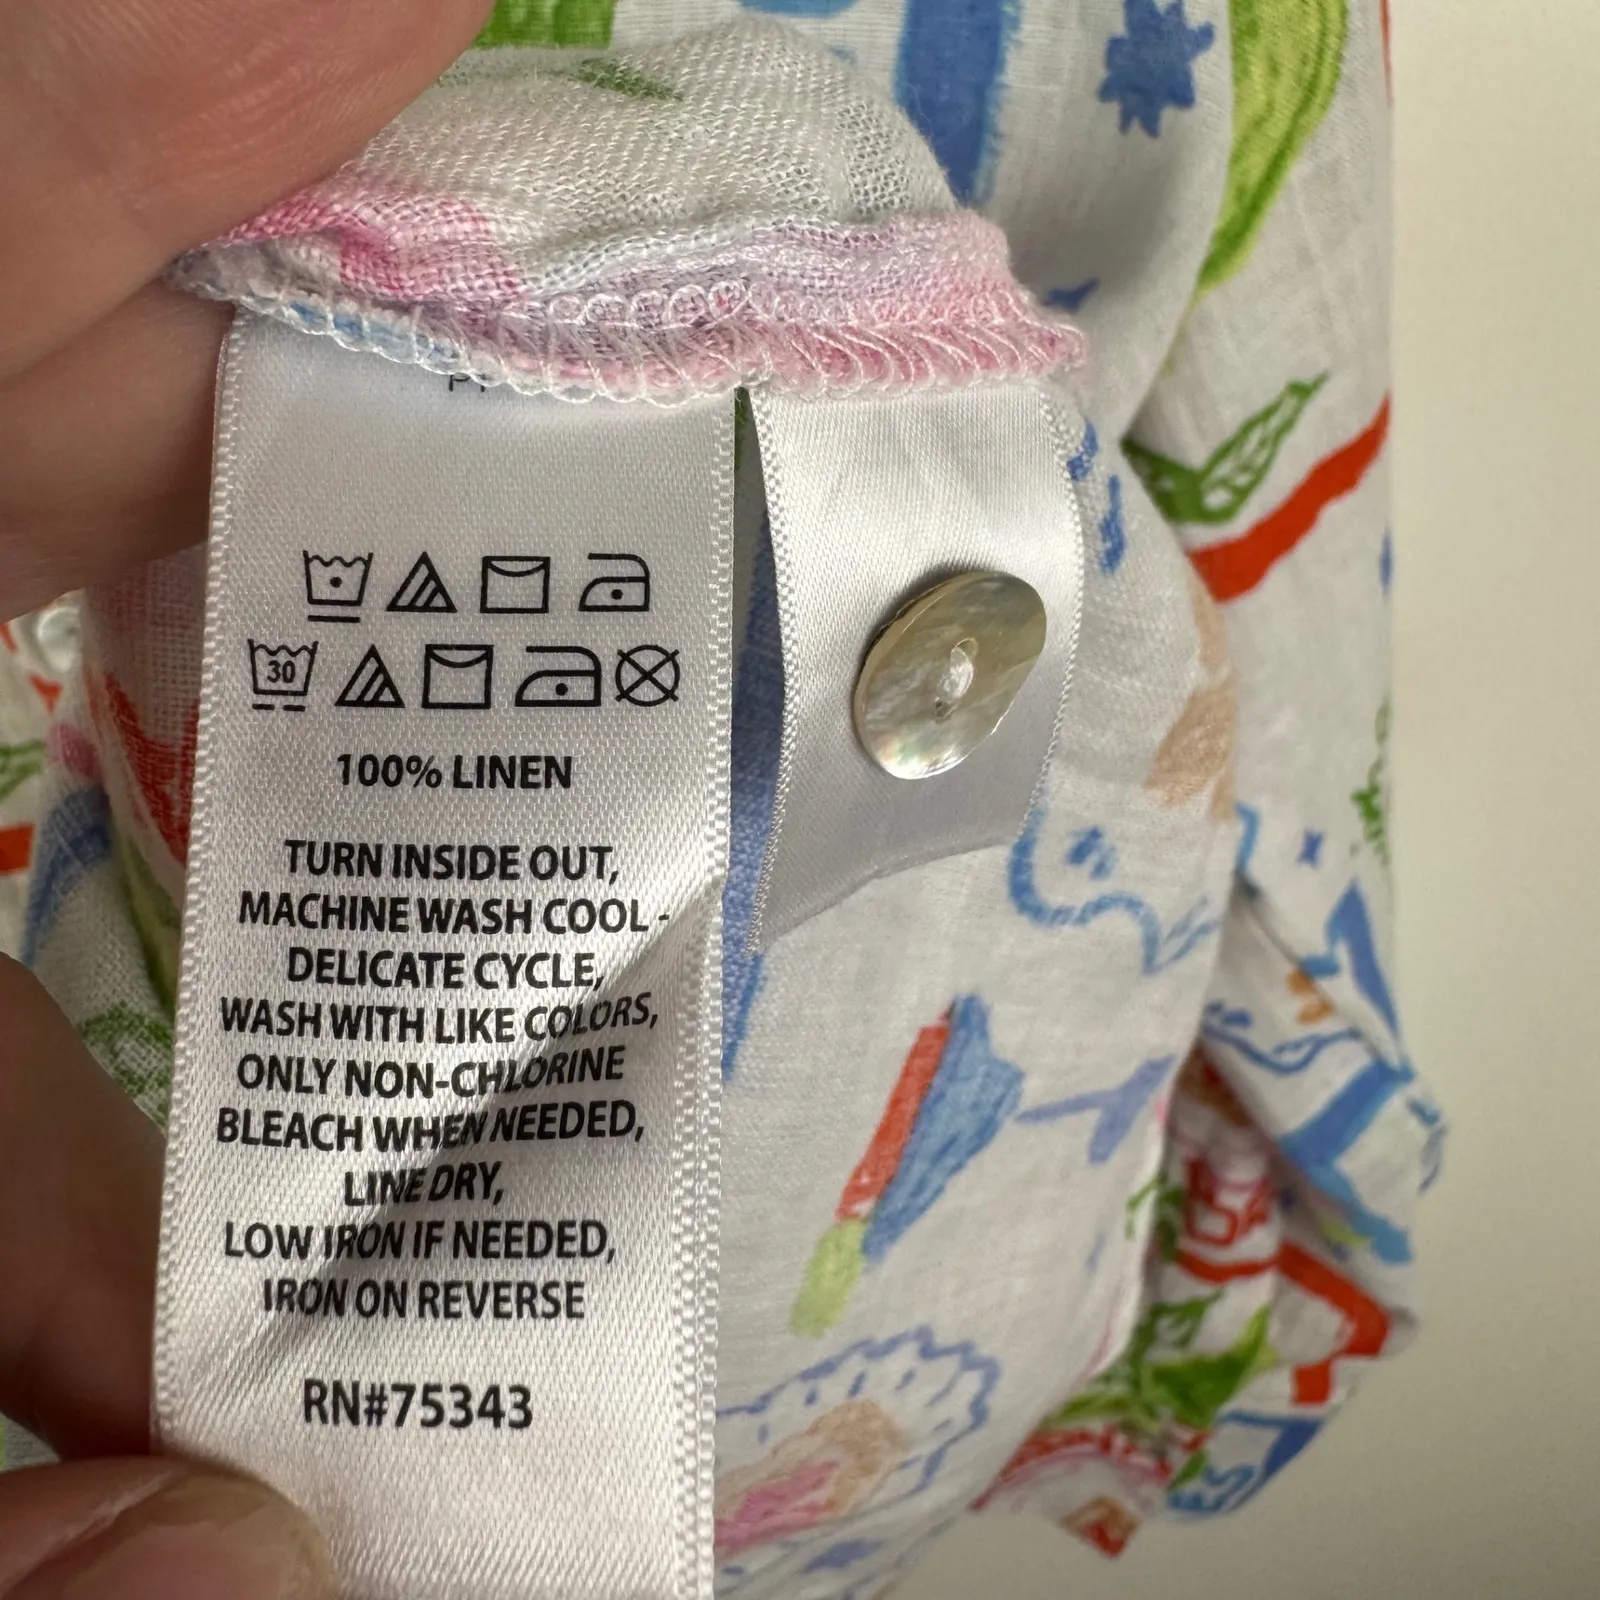 30
100% LINEN
TURN INSIDE OUT,
MACHINE WASH COOL -
DELICATE CYCLE,
WASH WITH LIKE COLORS,
ONLY NON-CHLORINE
BLEACH WHEN NEEDED,
LINE DRY,
LOW IRON IF NEEDED,
IRON ON REVERSE
RN#75343